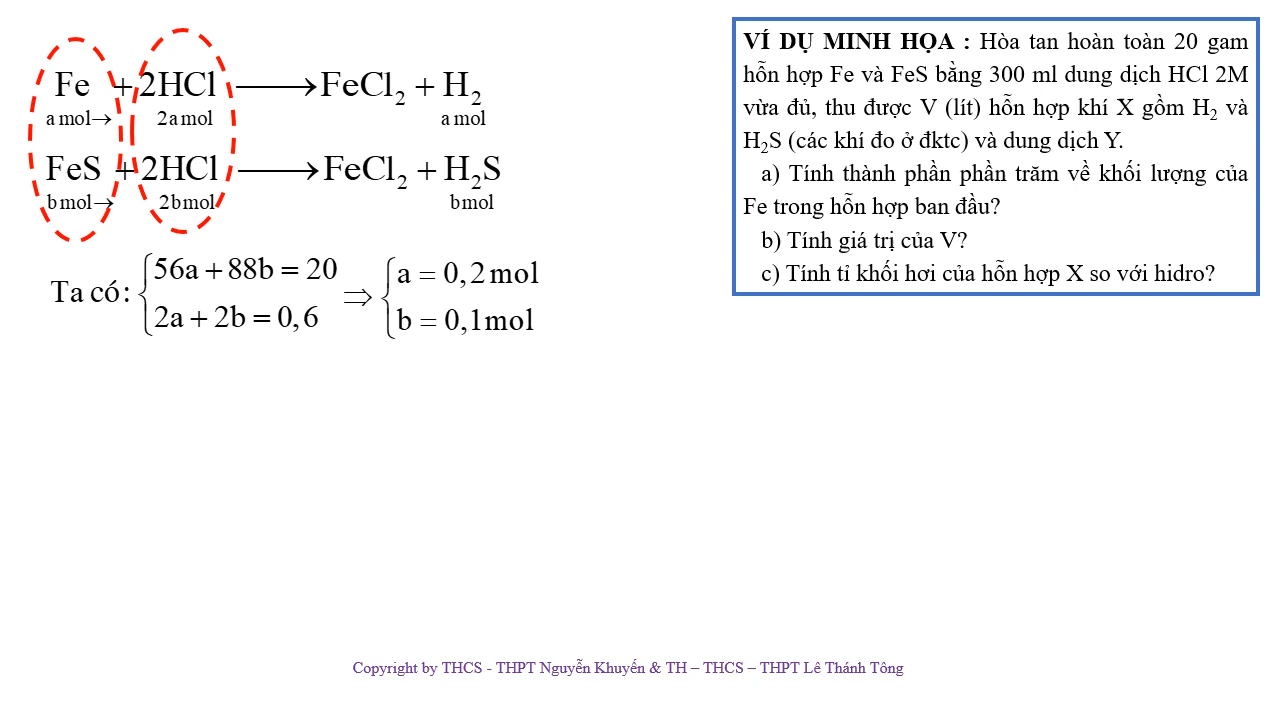 Fe + 2HCl ⟶ FeCl₂ + H₂
a mol→ 2a mol a mol
FeS + 2HCl ⟶ FeCl₂ + H₂S
b mol→ 2b mol b mol
Ta có: {56a + 88b = 20 ⇒ {a = 0,2 mol
2a + 2b = 0,6 b = 0,1mol
VÍ DỤ MINH HỌA : Hòa tan hoàn toàn 20 gam
hỗn hợp Fe và FeS bằng 300 ml dung dịch HCl 2M
vừa đủ, thu được V (lít) hỗn hợp khí X gồm H₂ và
H₂S (các khí đo ở đktc) và dung dịch Y.
a) Tính thành phần phần trăm về khối lượng của
Fe trong hỗn hợp ban đầu?
b) Tính giá trị của V?
c) Tính tỉ khối hơi của hỗn hợp X so với hidro?
Copyright by THCS - THPT Nguyễn Khuyến & TH – THCS – THPT Lê Thánh Tông